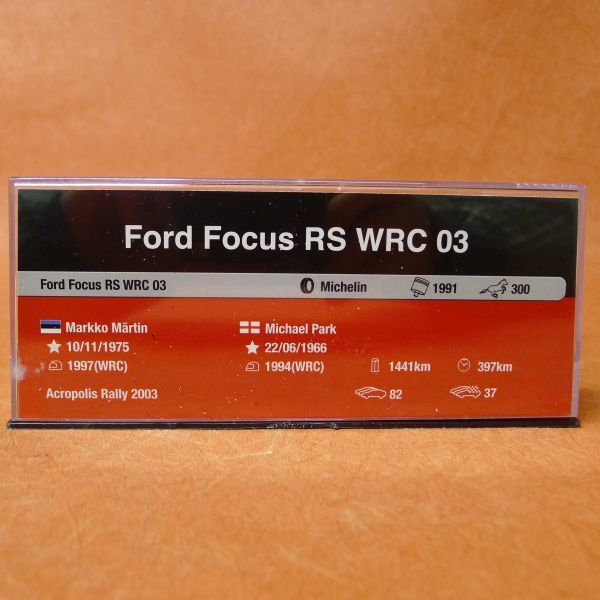 Ford Focus RS WRC 03
Ford Focus RS WRC 03 Michelin 1991 300
Markko Märtin Michael Park
10/11/1975 22/06/1966
1997(WRC) 1994(WRC) 1441km 397km
Acropolis Rally 2003 82 37